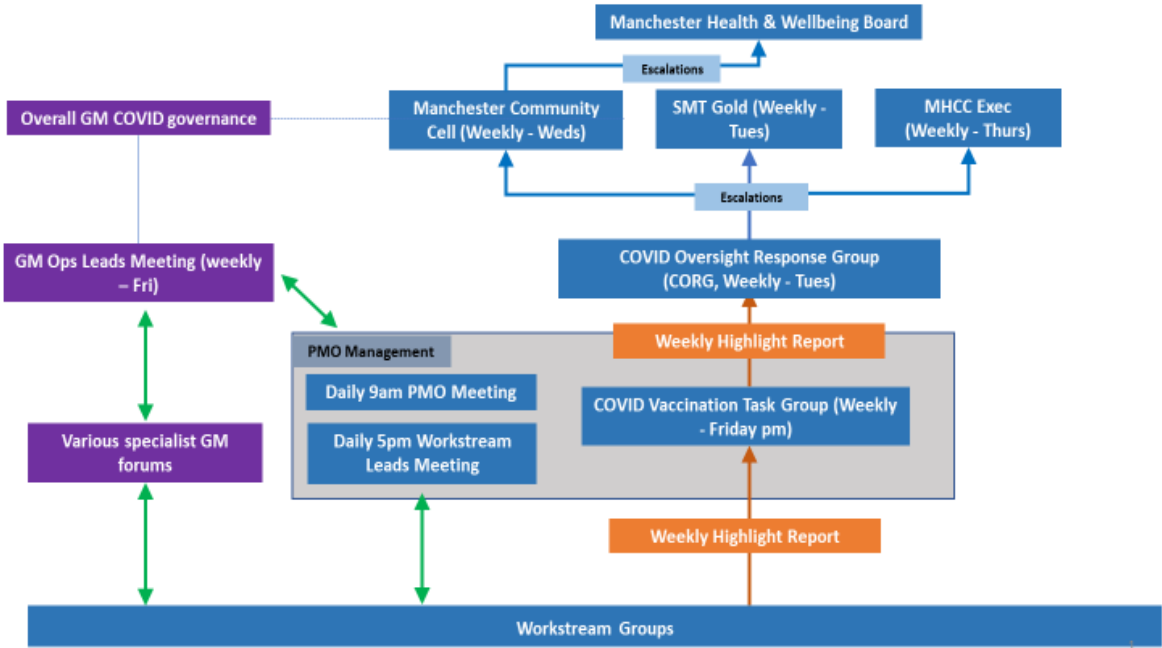 Manchester Health & Wellbeing Board
Escalations
Overall GM COVID governance
Manchester Community
Cell (Weekly - Weds)
SMT Gold (Weekly -
Tues)
MHCC Exec
(Weekly - Thurs)
Escalations
GM Ops Leads Meeting (weekly
– Fri)
COVID Oversight Response Group
(CORG, Weekly - Tues)
PMO Management
Weekly Highlight Report
Daily 9am PMO Meeting
COVID Vaccination Task Group (Weekly
- Friday pm)
Various specialist GM
forums
Daily 5pm Workstream
Leads Meeting
Weekly Highlight Report
Workstream Groups